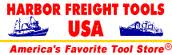 HARBOR FREIGHT TOOLS
USA
America's Favorite Tool Store®